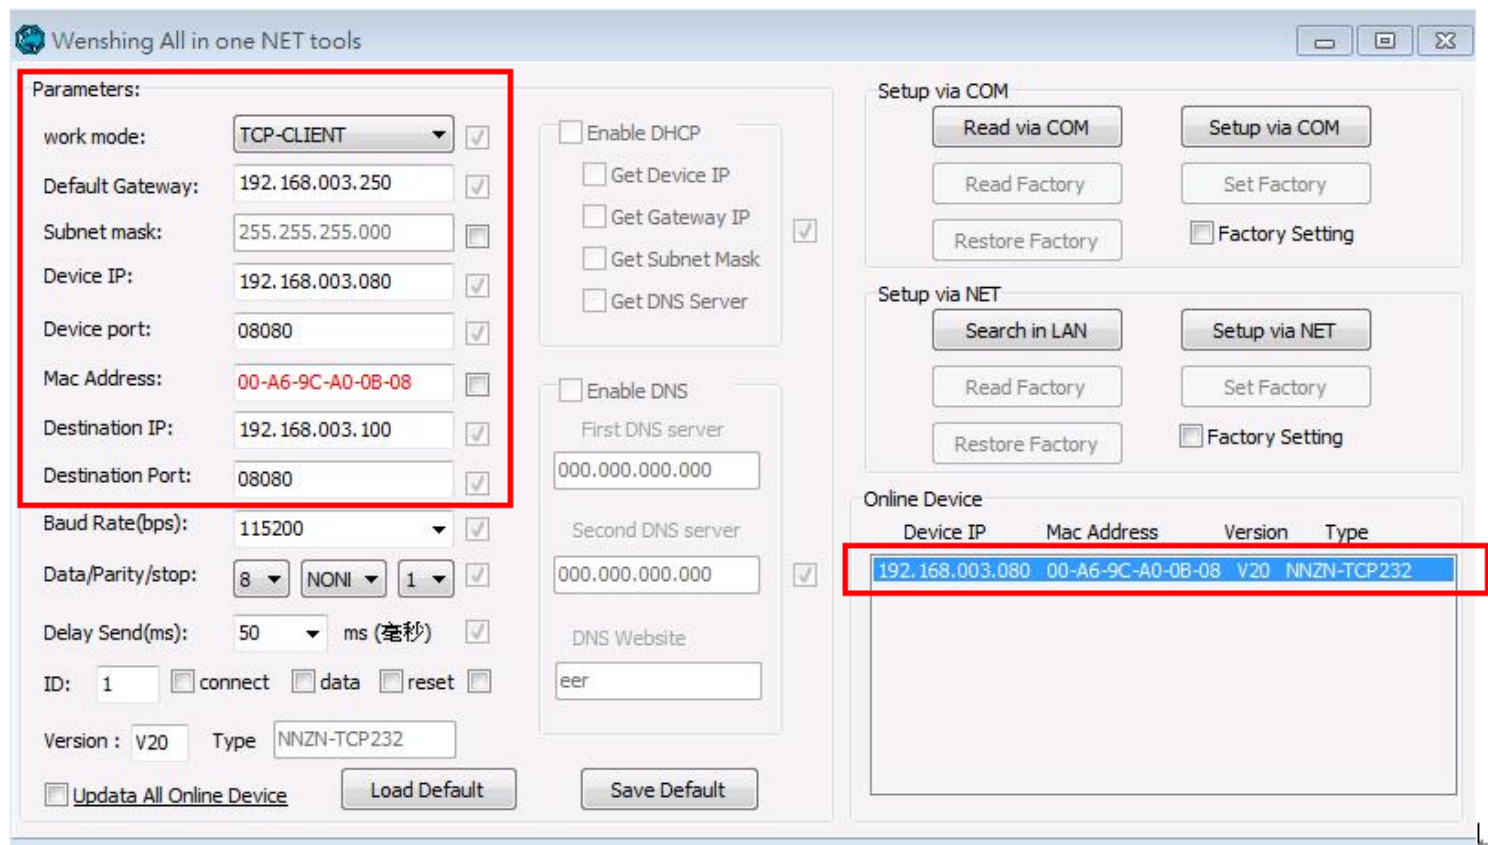 Wenshing All in one NET tools
Parameters:
work mode: TCP-CLIENT
Default Gateway: 192.168.003.250
Subnet mask: 255.255.255.000
Device IP: 192.168.003.080
Device port: 08080
Mac Address: 00-A6-9C-A0-0B-08
Destination IP: 192.168.003.100
Destination Port: 08080
Baud Rate(bps): 115200
Data/Parity/stop: 8 NONI 1
Delay Send(ms): 50 ms (毫秒)
ID: 1 connect data reset
Version : V20 Type NNZN-TCP232
Updata All Online Device Load Default
Enable DHCP
Get Device IP
Get Gateway IP
Get Subnet Mask
Get DNS Server
Enable DNS
First DNS server
000.000.000.000
Second DNS server
000.000.000.000
DNS Website
eer
Save Default
Setup via COM
Read via COM Setup via COM
Read Factory Set Factory
Restore Factory Factory Setting
Setup via NET
Search in LAN Setup via NET
Read Factory Set Factory
Restore Factory Factory Setting
Online Device
Device IP Mac Address Version Type
192.168.003.080 00-A6-9C-A0-0B-08 V20 NNZN-TCP232